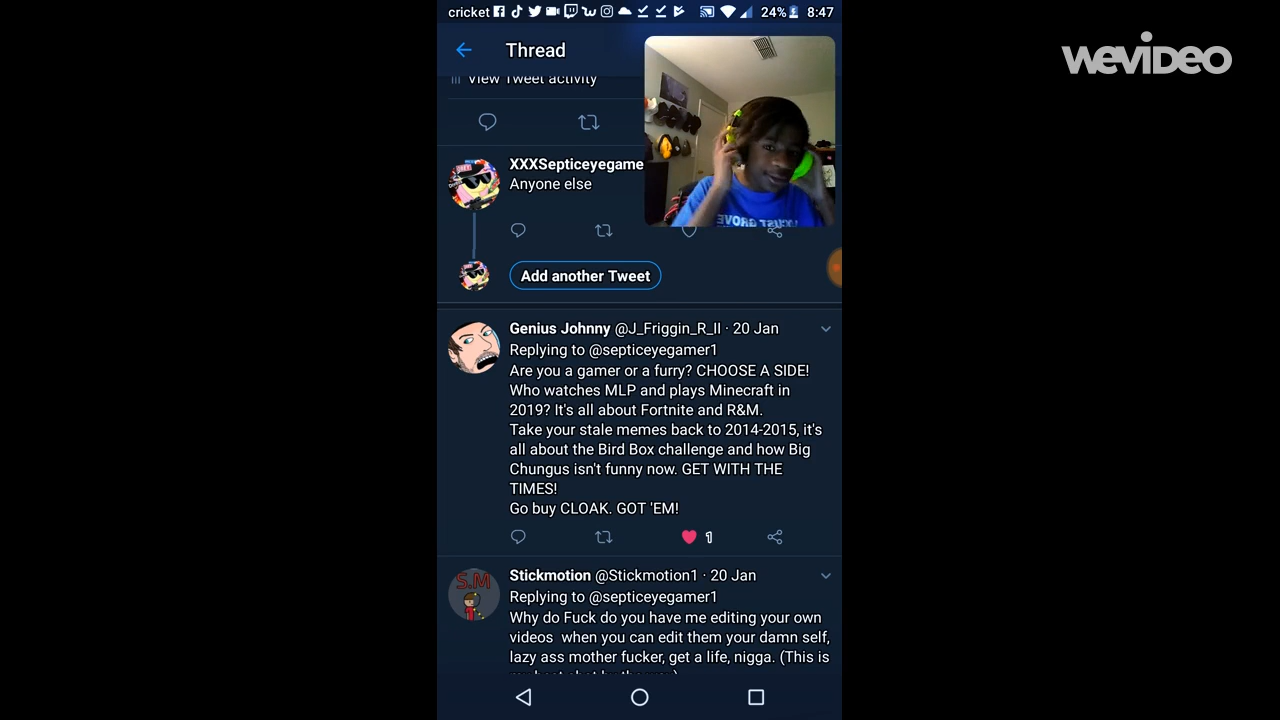 cricket 24% 8:47
Thread
wevideo
View Tweet activity
XXXSepticeyegame
Anyone else
Add another Tweet
Genius Johnny @J_Friggin_R_II · 20 Jan
Replying to @septiceyegamer1
Are you a gamer or a furry? CHOOSE A SIDE!
Who watches MLP and plays Minecraft in
2019? It's all about Fortnite and R&M.
Take your stale memes back to 2014-2015, it's
all about the Bird Box challenge and how Big
Chungus isn't funny now. GET WITH THE
TIMES!
Go buy CLOAK. GOT 'EM!
1
S.M
Stickmotion @Stickmotion1 · 20 Jan
Replying to @septiceyegamer1
Why do Fuck do you have me editing your own
videos when you can edit them your damn self,
lazy ass mother fucker, get a life, nigga. (This is